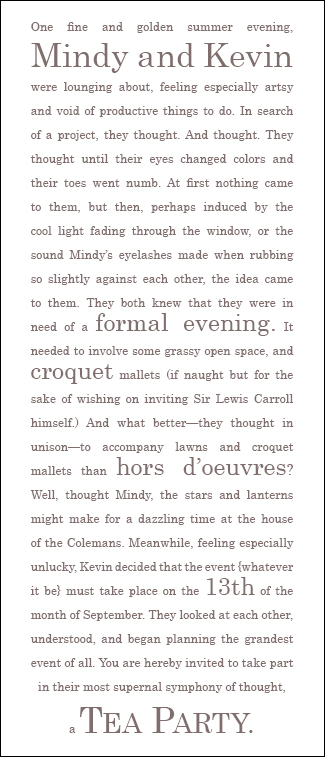 One fine and golden summer evening,
Mindy and Kevin
were lounging about, feeling especially artsy
and void of productive things to do. In search
of a project, they thought. And thought. They
thought until their eyes changed colors and
their toes went numb. At first nothing came
to them, but then, perhaps induced by the
cool light fading through the window, or the
sound Mindy’s eyelashes made when rubbing
so slightly against each other, the idea came
to them. They both knew that they were in
need of a formal evening. It
needed to involve some grassy open space, and
croquet mallets (if naught but for the
sake of wishing on inviting Sir Lewis Carroll
himself.) And what better—they thought in
unison—to accompany lawns and croquet
mallets than hors d’oeuvres?
Well, thought Mindy, the stars and lanterns
might make for a dazzling time at the house
of the Colemans. Meanwhile, feeling especially
unlucky, Kevin decided that the event {whatever
it be} must take place on the 13th of the
month of September. They looked at each other,
understood, and began planning the grandest
event of all. You are hereby invited to take part
in their most supernal symphony of thought,
a TEA PARTY.